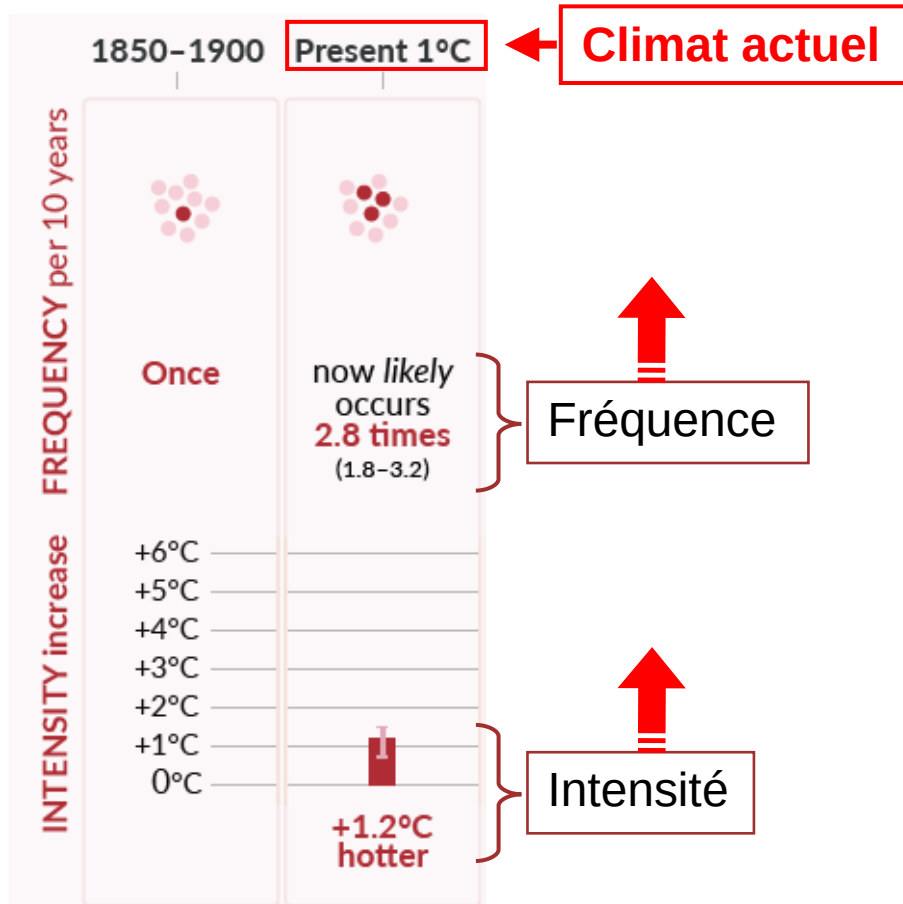 1850–1900
Present 1°C
Climat actuel
FREQUENCY per 10 years
Once
now likely
occurs
2.8 times
(1.8–3.2)
Fréquence
INTENSITY increase
+6°C
+5°C
+4°C
+3°C
+2°C
+1°C
0°C
+1.2°C
hotter
Intensité